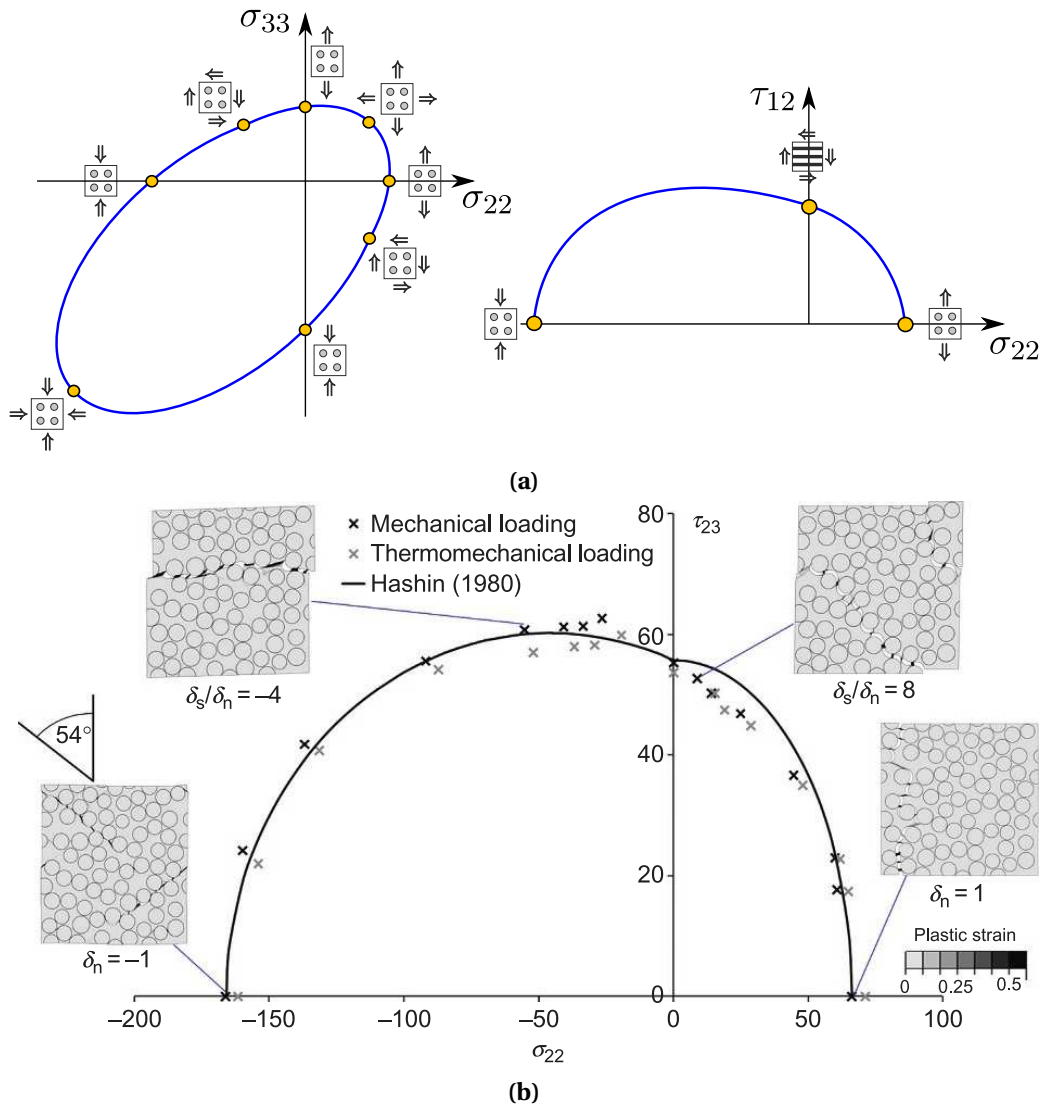 σ33
σ22
τ12
σ22
(a)
× Mechanical loading
× Thermomechanical loading
Hashin (1980)
80
τ23
60
40
20
0
δs/δn = –4
δs/δn = 8
54°
δn = –1
δn = 1
Plastic strain
0 0.25 0.5
–200 –150 –100 –50 0 50 100
σ22
(b)